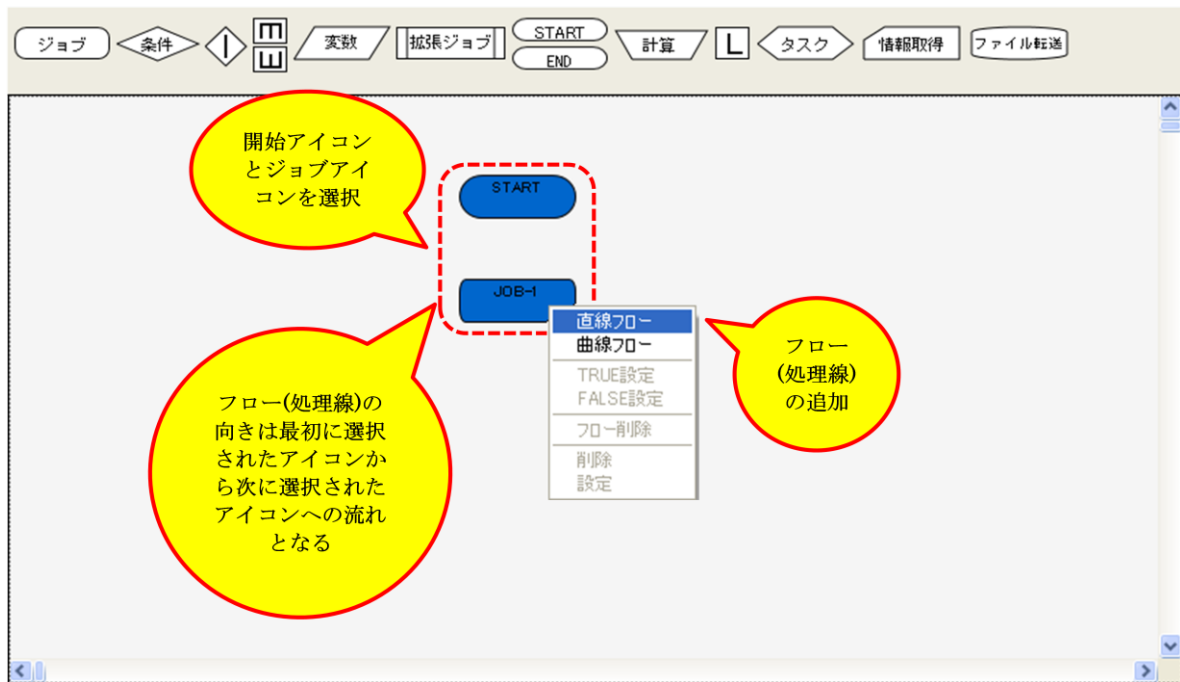 ジョブ
条件
変数
拡張ジョブ
START
END
計算
L
タスク
情報取得
ファイル転送
開始アイコン
とジョブアイ
コンを選択
START
JOB-1
直線フロー
曲線フロー
TRUE設定
FALSE設定
フロー削除
削除
設定
フロー
(処理線)
の追加
フロー(処理線)の
向きは最初に選択
されたアイコンか
ら次に選択された
アイコンへの流れ
となる